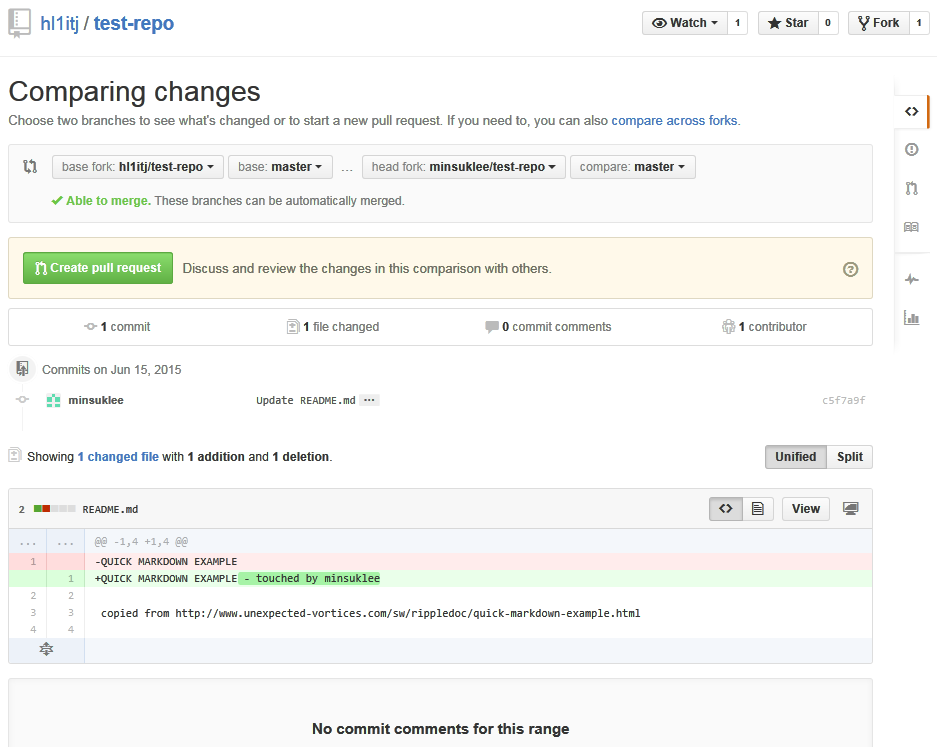 hl1itj / test-repo
Watch 1 Star 0 Fork 1
Comparing changes
Choose two branches to see what's changed or to start a new pull request. If you need to, you can also compare across forks.
base fork: hl1itj/test-repo base: master ... head fork: minsuklee/test-repo compare: master
Able to merge. These branches can be automatically merged.
Create pull request Discuss and review the changes in this comparison with others. ?
1 commit 1 file changed 0 commit comments 1 contributor
Commits on Jun 15, 2015
minsuklee Update README.md ... c5f7a9f
Showing 1 changed file with 1 addition and 1 deletion. Unified Split
2 README.md <> View
... ... @@ -1,4 +1,4 @@
1 -QUICK MARKDOWN EXAMPLE
1 +QUICK MARKDOWN EXAMPLE - touched by minsuklee
2 2
3 3 copied from http://www.unexpected-vortices.com/sw/rippledoc/quick-markdown-example.html
4 4
No commit comments for this range